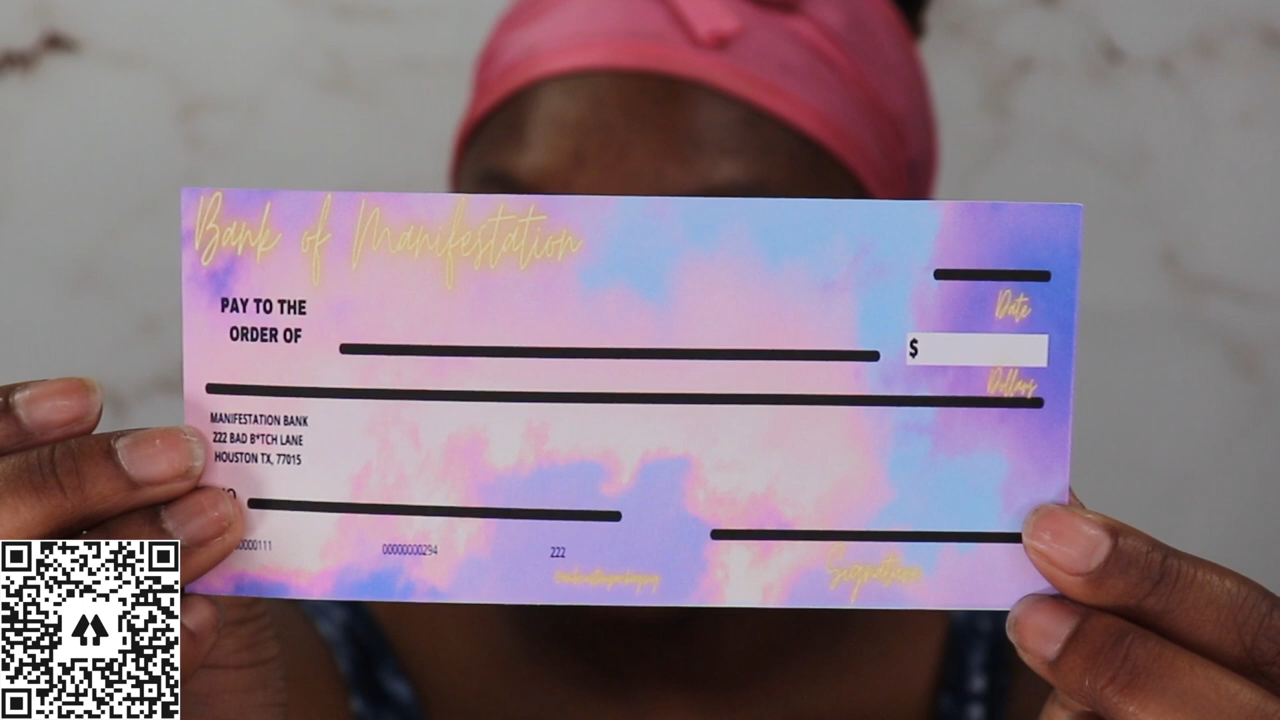 Bank of Manifestation
Date
PAY TO THE
ORDER OF
$
Dollars
MANIFESTATION BANK
222 BAD B*TCH LANE
HOUSTON TX, 77015
00000000294
222
Signature